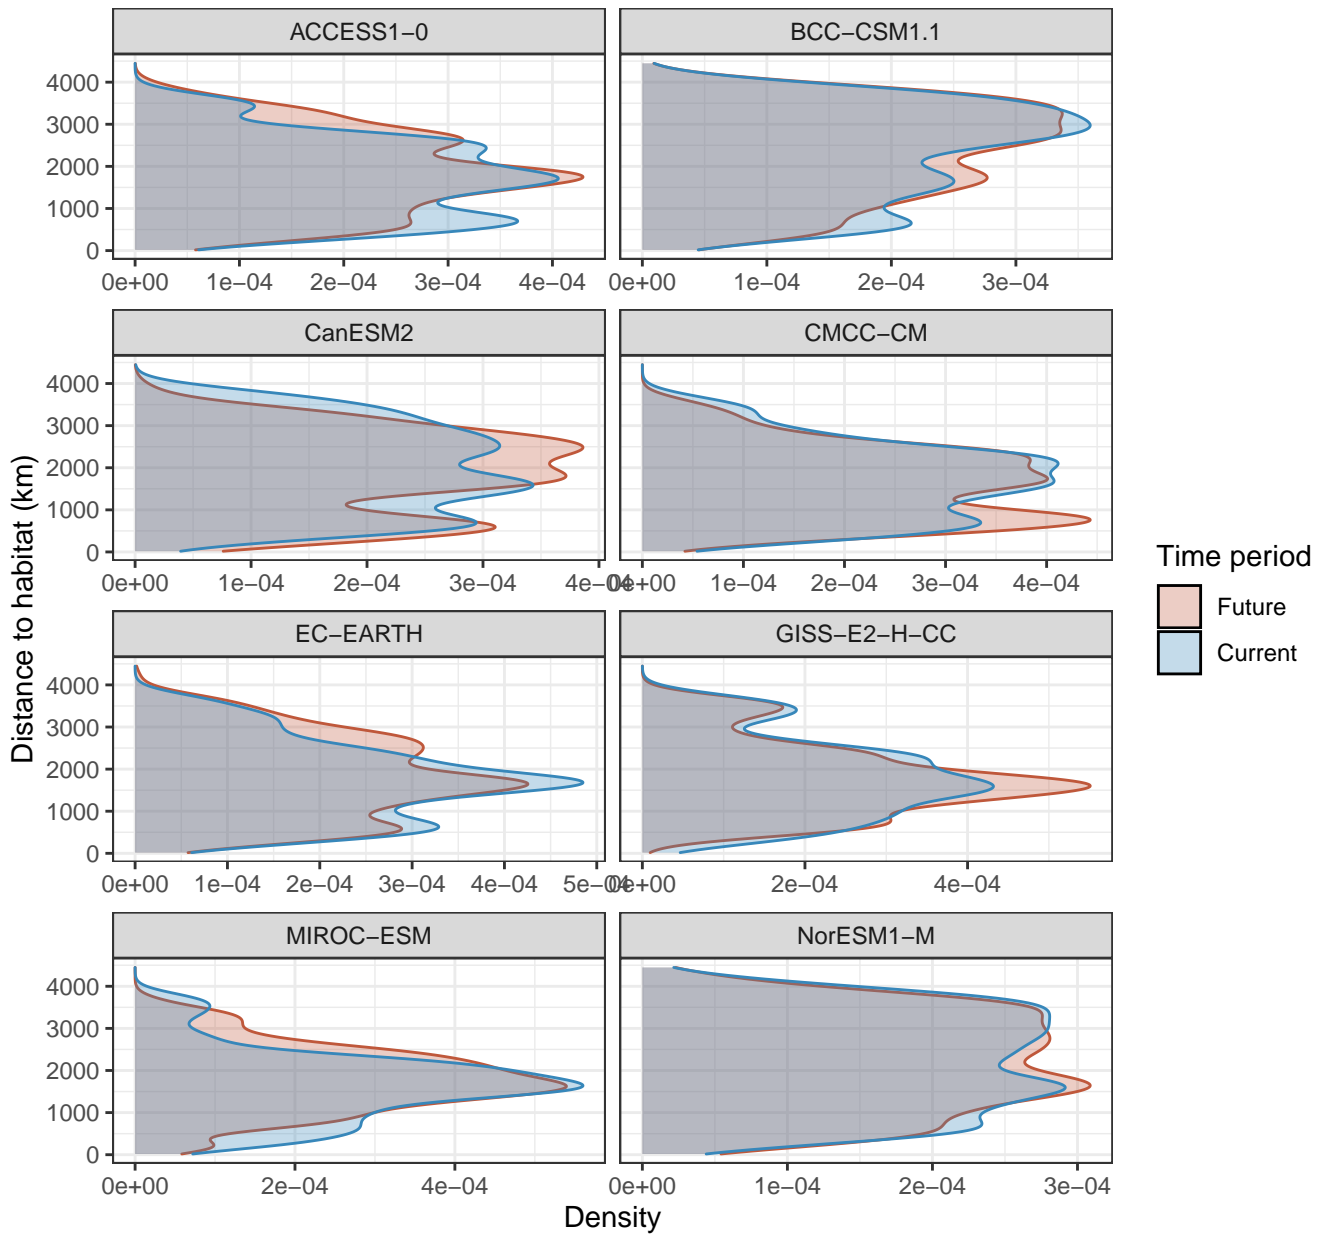 ACCESS1−0
BCC−CSM1.1
4000
3000
2000
1000
0
0e+00 1e−04 2e−04 3e−04 4e−04
0e+00 1e−04 2e−04 3e−04
CanESM2
CMCC−CM
4000
3000
2000
1000
0
0e+00 1e−04 2e−04 3e−04 4e−04
0e+00 1e−04 2e−04 3e−04 4e−04
EC−EARTH
GISS−E2−H−CC
4000
3000
2000
1000
0
0e+00 1e−04 2e−04 3e−04 4e−04 5e−04
0e+00 2e−04 4e−04
MIROC−ESM
NorESM1−M
4000
3000
2000
1000
0
0e+00 2e−04 4e−04
0e+00 1e−04 2e−04 3e−04
Distance to habitat (km)
Density
Time period
Future
Current